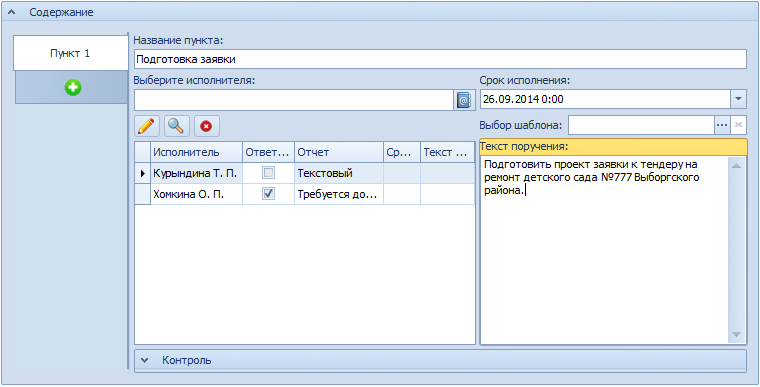 Содержание
Пункт 1
Название пункта:
Подготовка заявки
Выберите исполнителя:
Срок исполнения:
26.09.2014 0:00
Выбор шаблона:
Исполнитель Ответ... Отчет Ср... Текст ...
Курындина Т. П. Текстовый
Хомкина О. П. Требуется до...
Текст поручения:
Подготовить проект заявки к тендеру на
ремонт детского сада №777 Выборгского
района.
Контроль